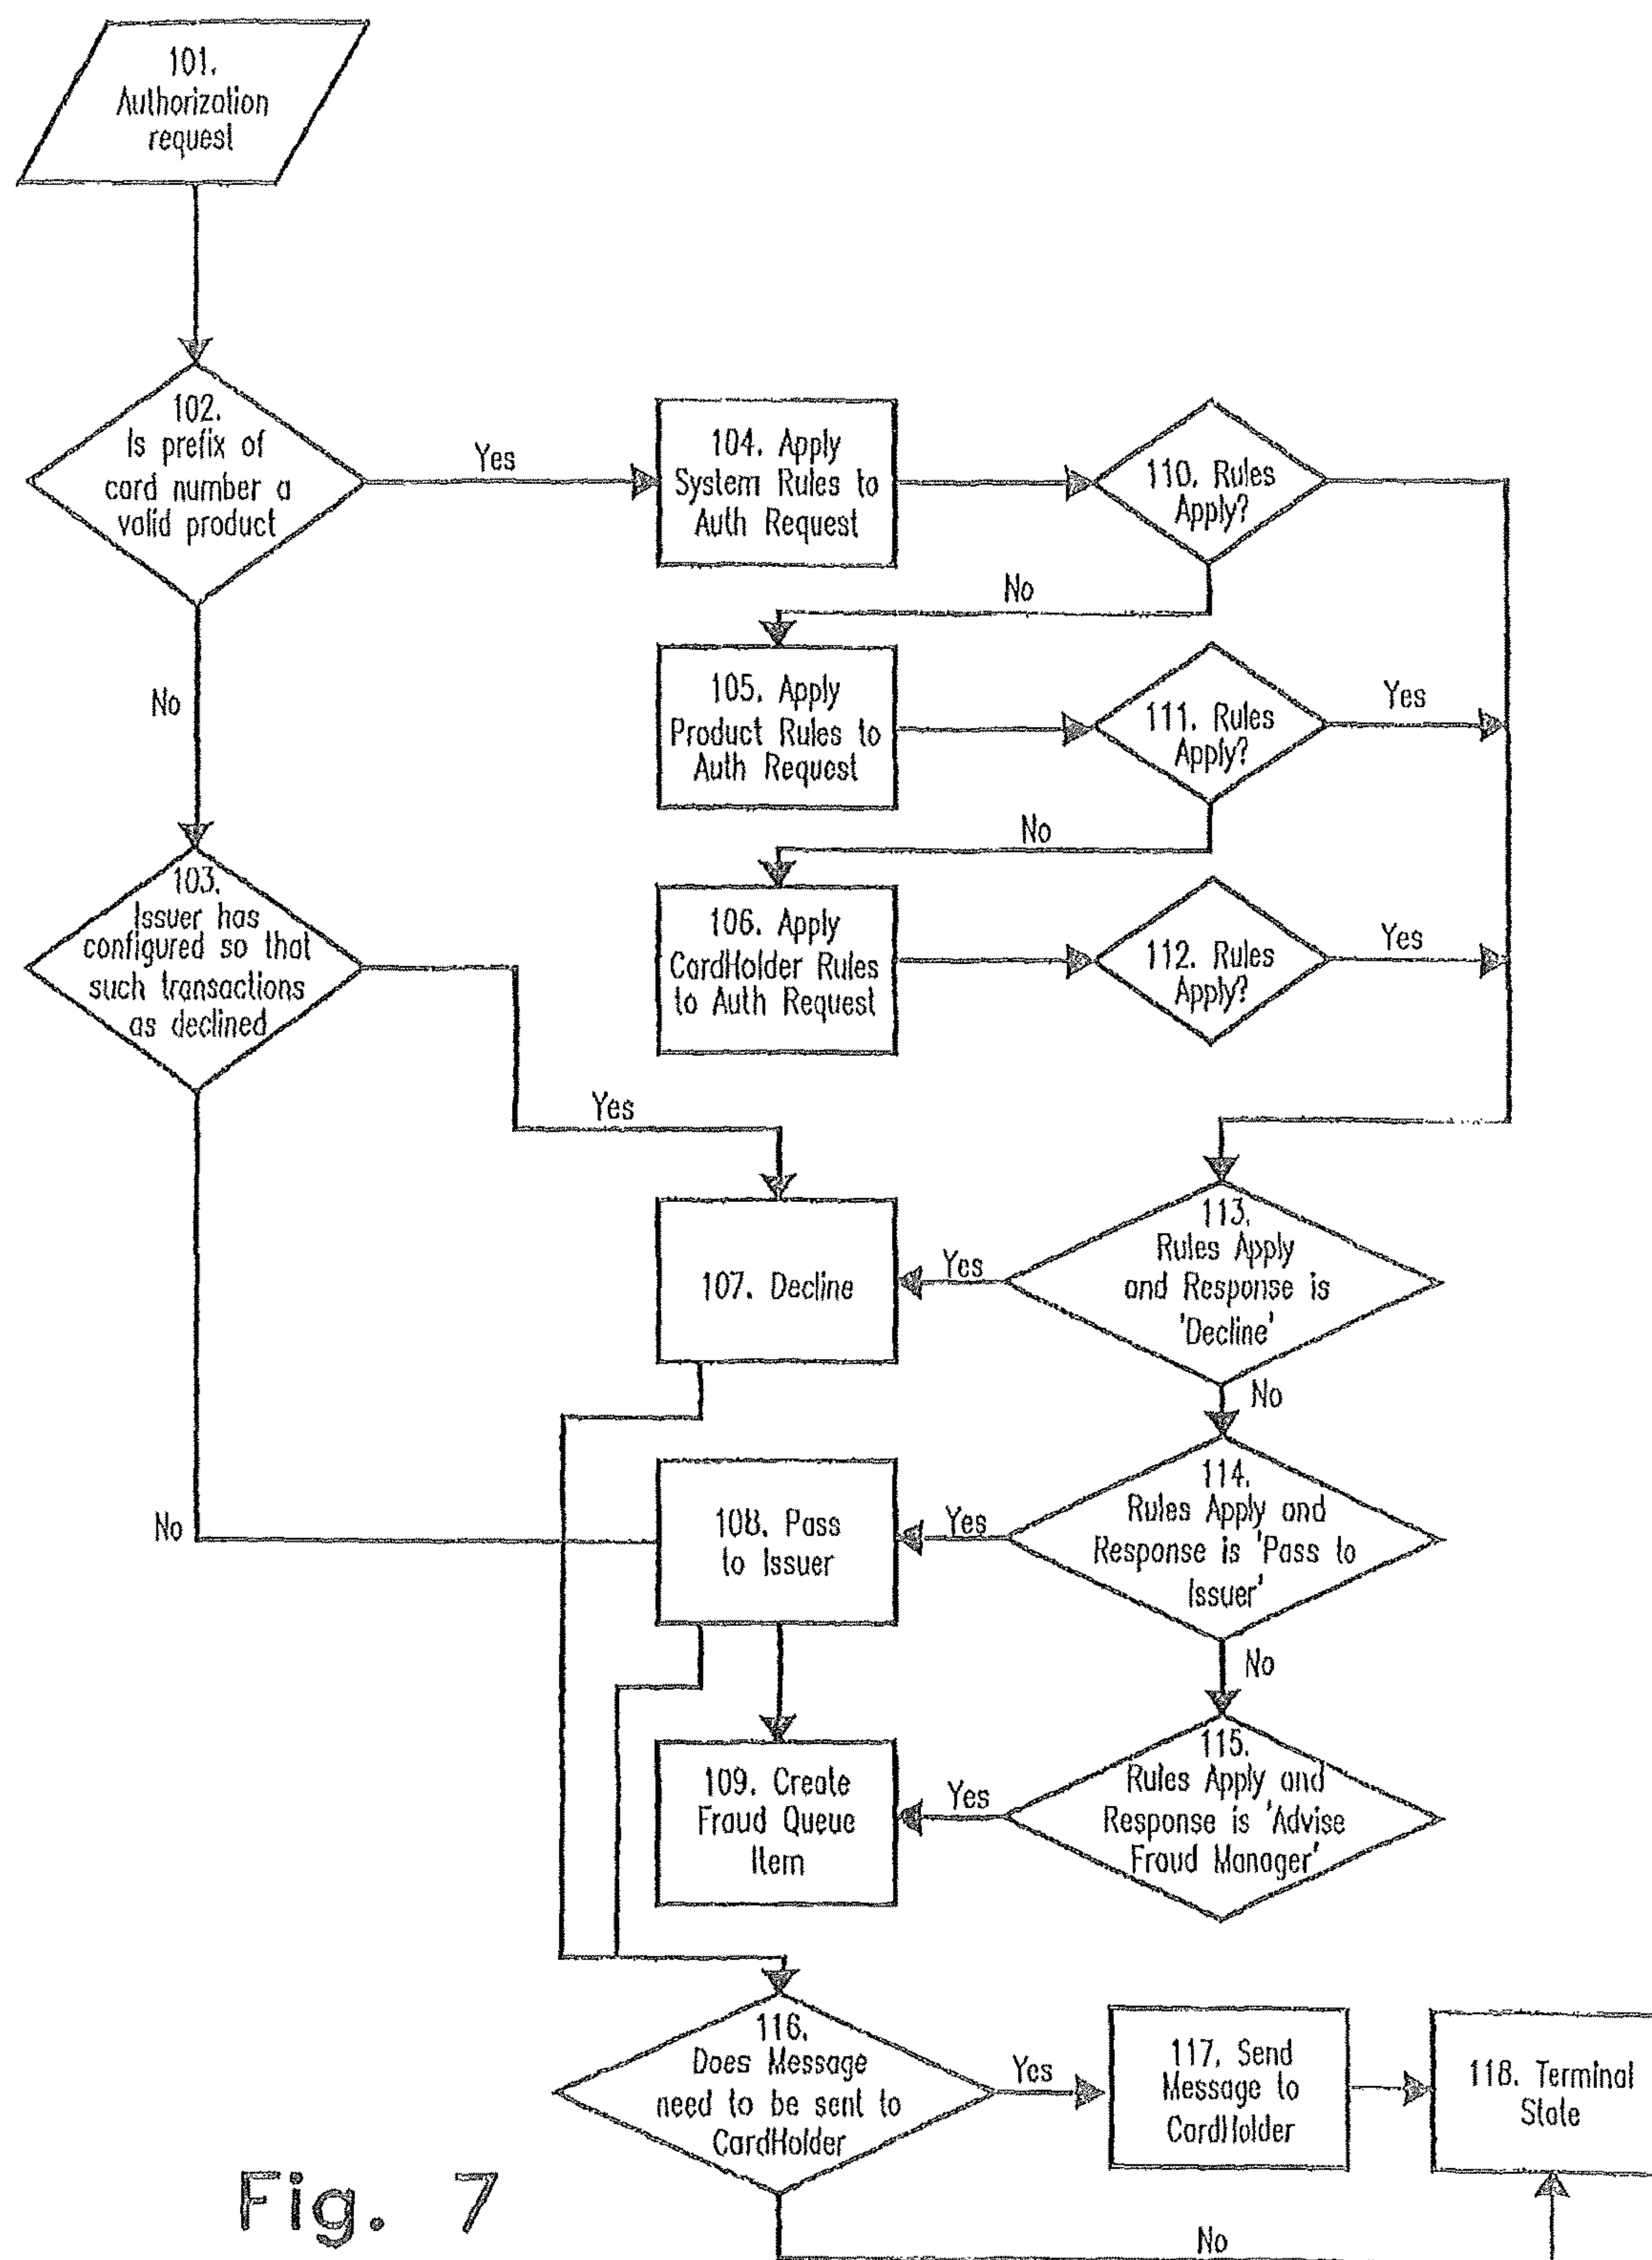 101.
Authorization
request
102.
Is prefix of
card number a
valid product
Yes
104. Apply
System Rules to
Auth Request
110. Rules
Apply?
No
No
105. Apply
Product Rules to
Auth Request
111. Rules
Apply?
Yes
No
103.
Issuer has
configured so that
such transactions
as declined
106. Apply
CardHolder Rules
to Auth Request
112. Rules
Apply?
Yes
Yes
107. Decline
Yes
113.
Rules Apply
and Response is
'Decline'
No
No
108. Pass
to Issuer
Yes
114.
Rules Apply and
Response is 'Pass to
Issuer'
No
109. Create
Fraud Queue
Item
Yes
115.
Rules Apply and
Response is 'Advise
Fraud Manager'
116.
Does Message
need to be sent to
CardHolder
Yes
117. Send
Message to
CardHolder
118. Terminal
State
No
Fig. 7